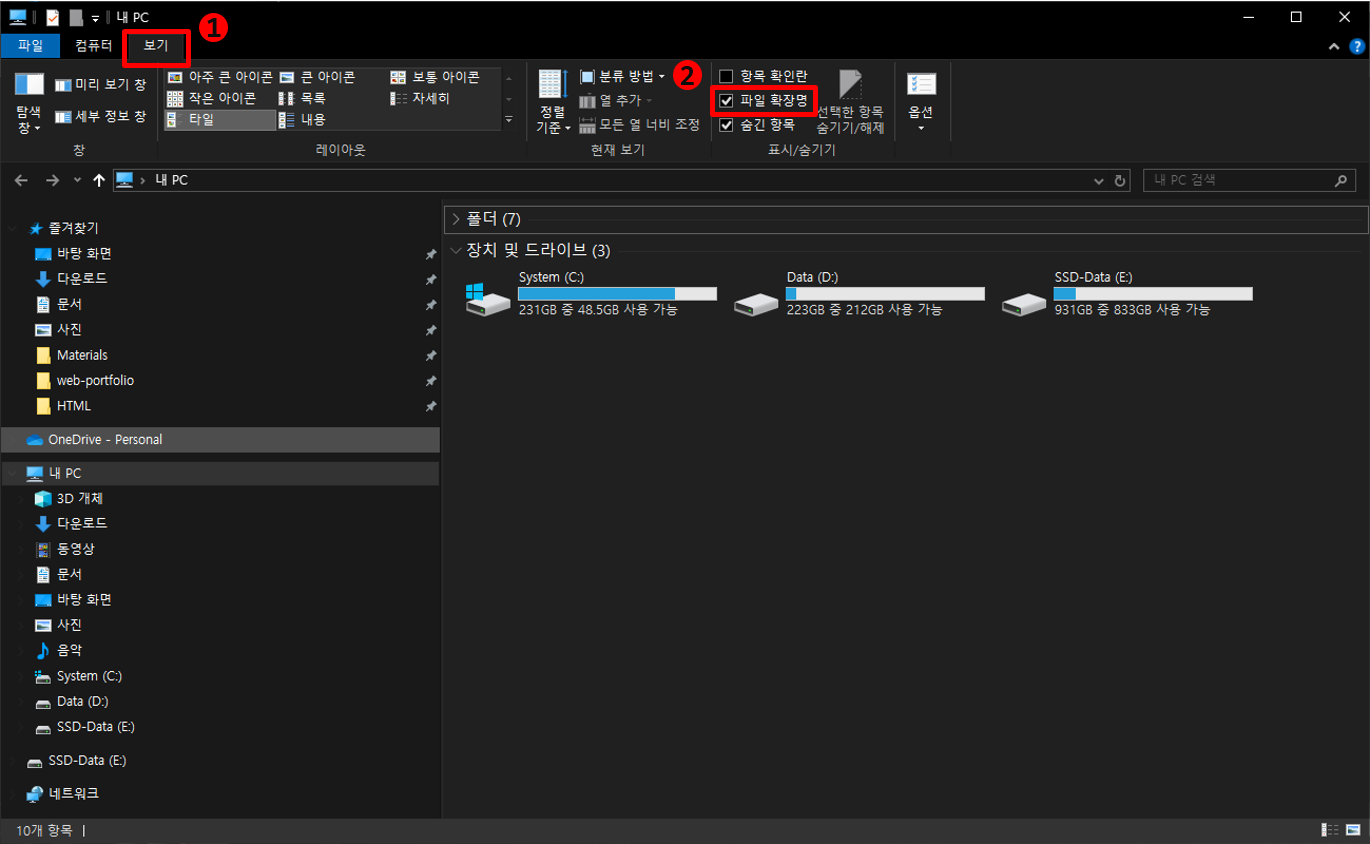 내 PC
1
파일 컴퓨터 보기
?
탐색 창
미리 보기 창
세부 정보 창
창
아주 큰 아이콘 큰 아이콘 보통 아이콘
작은 아이콘 목록 자세히
타일 내용
레이아웃
정렬 기준
분류 방법
열 추가
모든 열 너비 조정
현재 보기
2
항목 확인란
파일 확장명
숨긴 항목
선택한 항목
숨기기/해제
표시/숨기기
옵션
내 PC
내 PC 검색
즐겨찾기
바탕 화면
다운로드
문서
사진
Materials
web-portfolio
HTML
OneDrive - Personal
내 PC
3D 개체
다운로드
동영상
문서
바탕 화면
사진
음악
System (C:)
Data (D:)
SSD-Data (E:)
SSD-Data (E:)
네트워크
폴더 (7)
장치 및 드라이브 (3)
System (C:)
231GB 중 48.5GB 사용 가능
Data (D:)
223GB 중 212GB 사용 가능
SSD-Data (E:)
931GB 중 833GB 사용 가능
10개 항목